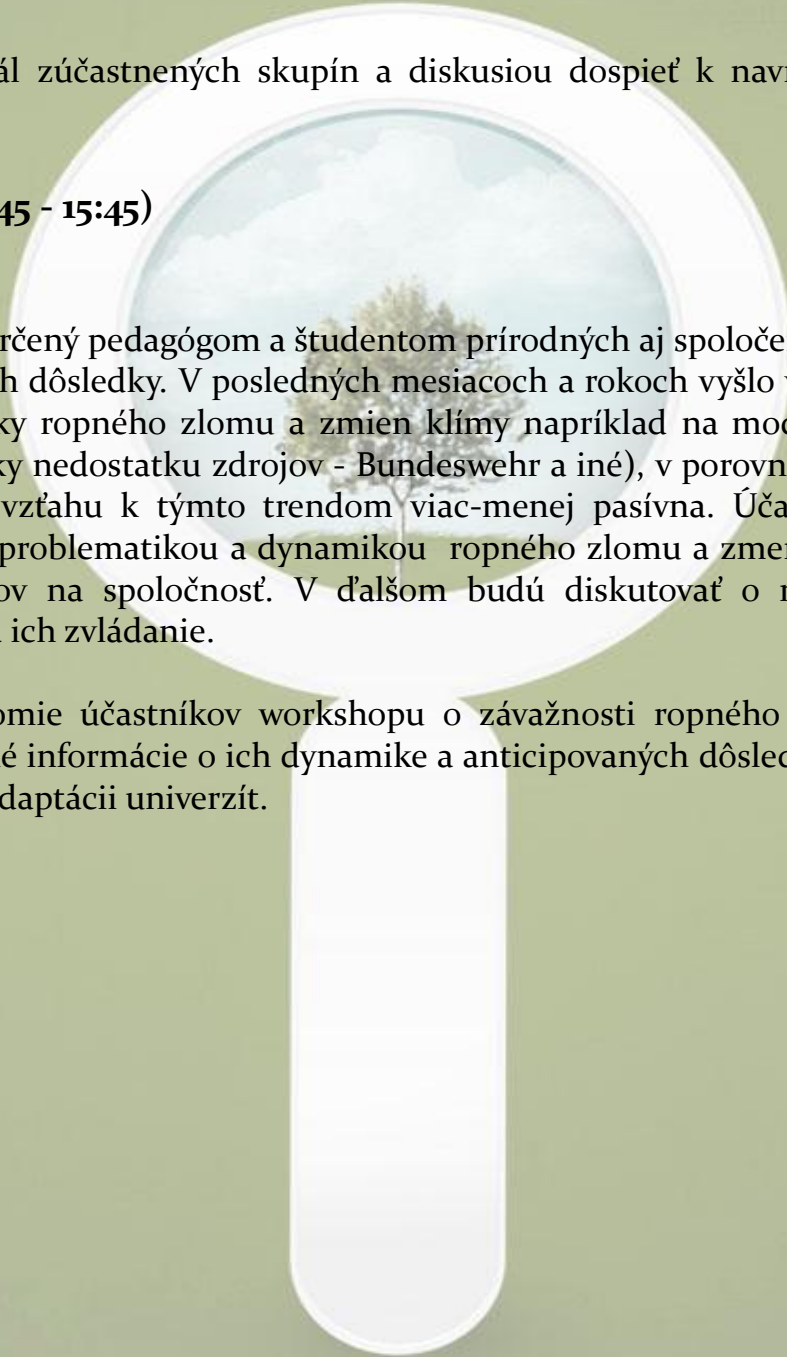 ál zúčastnených skupín a diskusiou dospieť k navr
45 - 15:45)
rčený pedagógom a študentom prírodných aj spoloče
h dôsledky. V posledných mesiacoch a rokoch vyšlo v
ky ropného zlomu a zmien klímy napríklad na mod
ky nedostatku zdrojov - Bundeswehr a iné), v porovn
vzťahu k týmto trendom viac-menej pasívna. Úča
problematikou a dynamikou ropného zlomu a zme
ov na spoločnosť. V ďalšom budú diskutovať o
ich zvládanie.
omie účastníkov workshopu o závažnosti ropného
é informácie o ich dynamike a anticipovaných dôsled
daptácii univerzít.